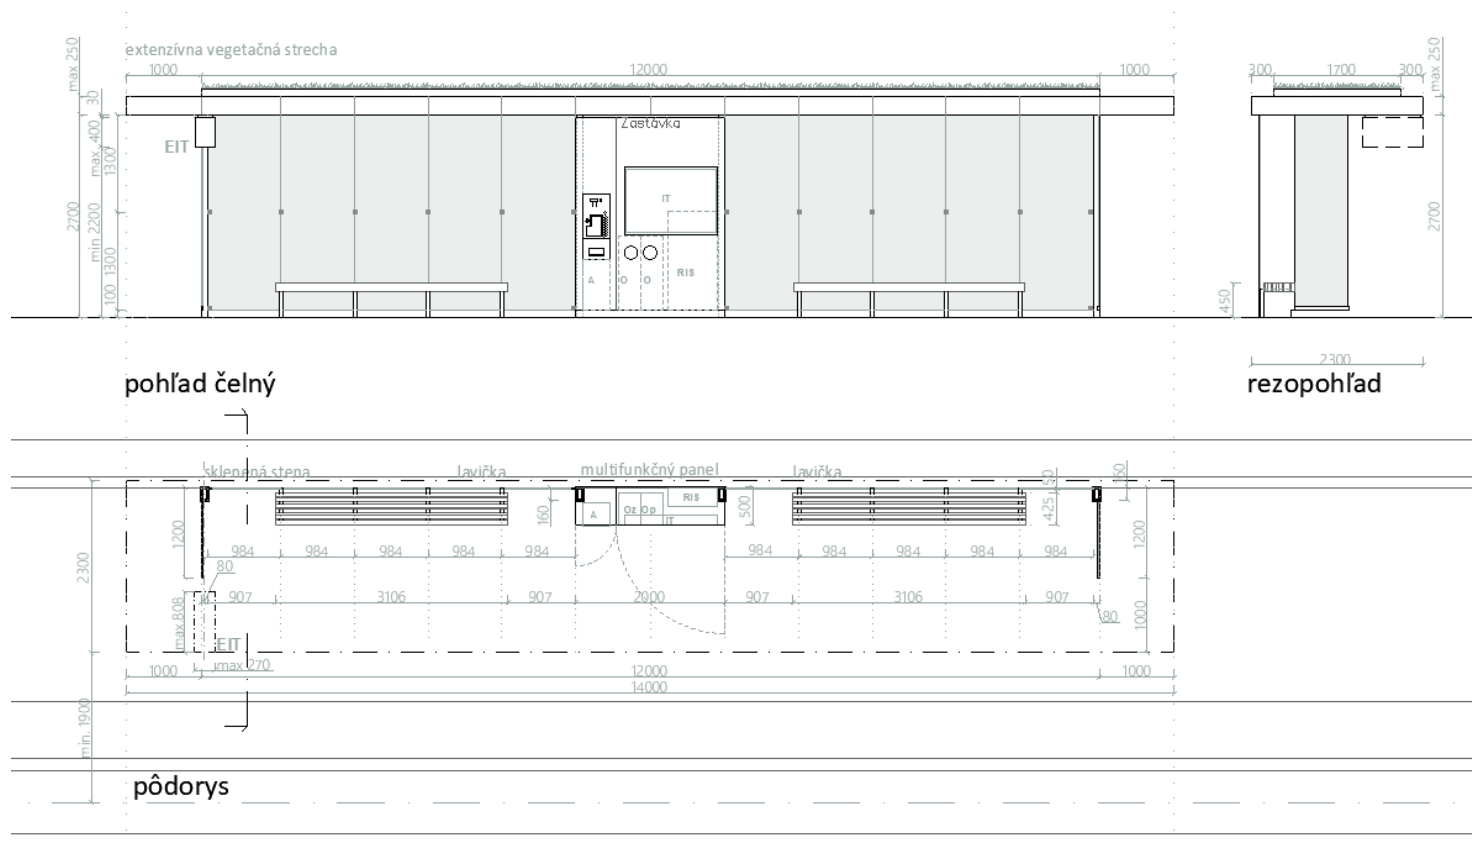 extenzívna vegetačná strecha
max 250
1000
12000
1000
300
1700
300
max 250
30
Zastávka
max. 400
EIT
1300
IT
2700
min 2200
2700
1300
RIS
A
O
O
100
450
2300
pohľad čelný
rezopohľad
sklenená stena
lavička
multifunkčný panel
lavička
50
150
RIS
A
Oz
Op
IT
160
500
425
1200
1200
984
984
984
984
984
984
984
984
984
984
2300
80
907
3106
907
2000
907
3106
907
80
max 808
1000
EIT
max 270
1000
12000
1000
14000
min. 1900
pôdorys